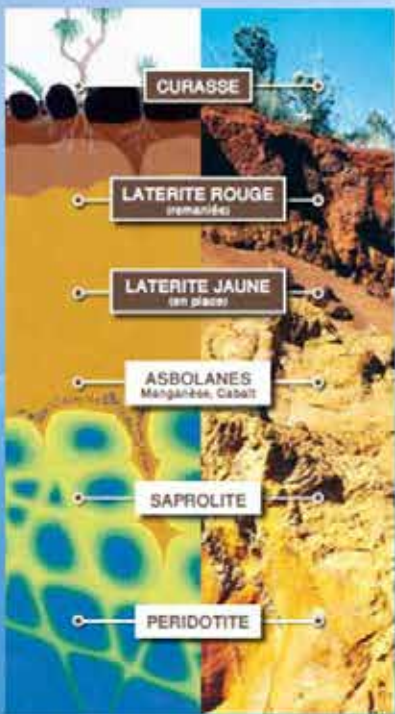 CURASSE
LATERITE ROUGE
(remaniée)
LATERITE JAUNE
(en place)
ASBOLANES
Manganèse, Cobalt
SAPROLITE
PERIDOTITE